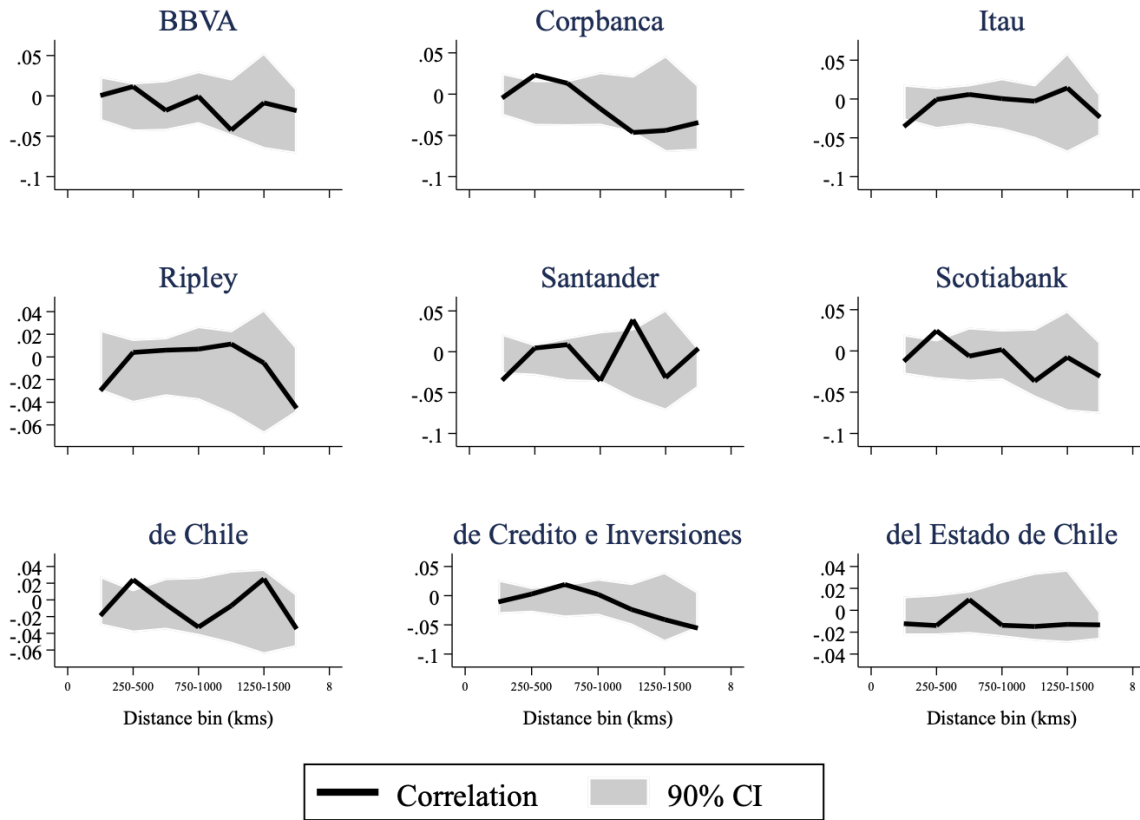 BBVA Corpbanca Itau
.05 .05 .05
0 0 0
-.05 -.05 -.05
-.1 -.1 -.1
Ripley Santander Scotiabank
.04 .05 .05
.02 0 0
0 -.05 -.05
-.02 -.1 -.1
-.04
-.06
de Chile de Credito e Inversiones del Estado de Chile
.04 .05 .04
.02 0 .02
0 -.05 0
-.02 -.1 -.02
-.04 -.04
-.06
0 250-500 750-1000 1250-1500 8 0 250-500 750-1000 1250-1500 8 0 250-500 750-1000 1250-1500 8
Distance bin (kms) Distance bin (kms) Distance bin (kms)
Correlation 90% CI